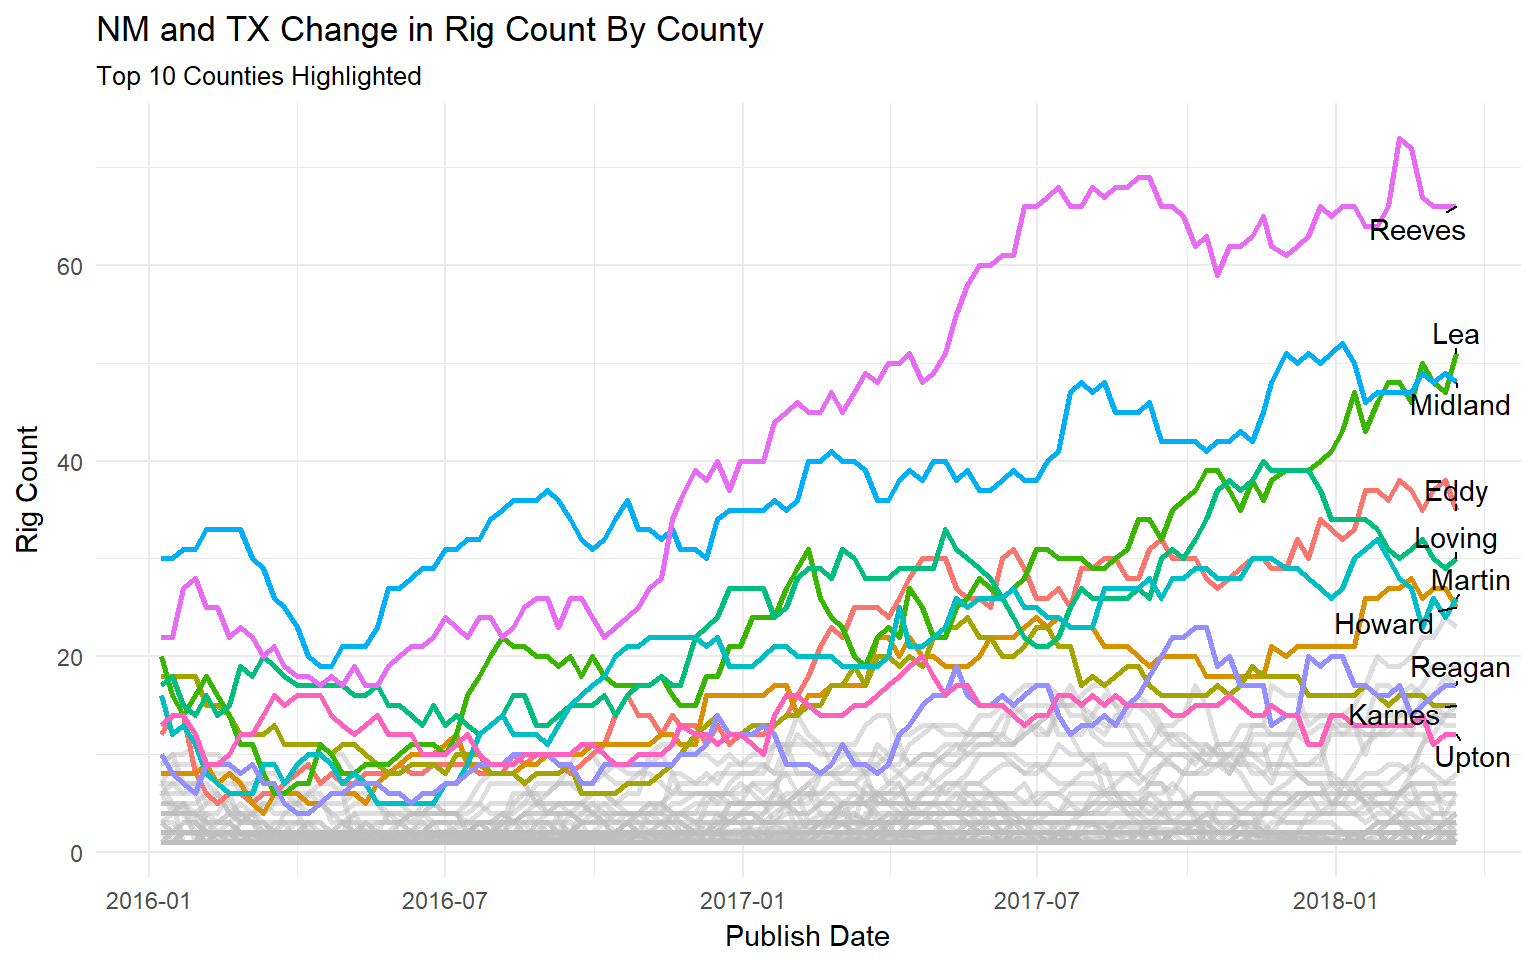 NM and TX Change in Rig Count By County
Top 10 Counties Highlighted
Rig Count
60
40
20
0
Reeves
Lea
Midland
Eddy
Loving
Martin
Howard
Reagan
Karnes
Upton
2016-01
2016-07
2017-01
2017-07
2018-01
Publish Date